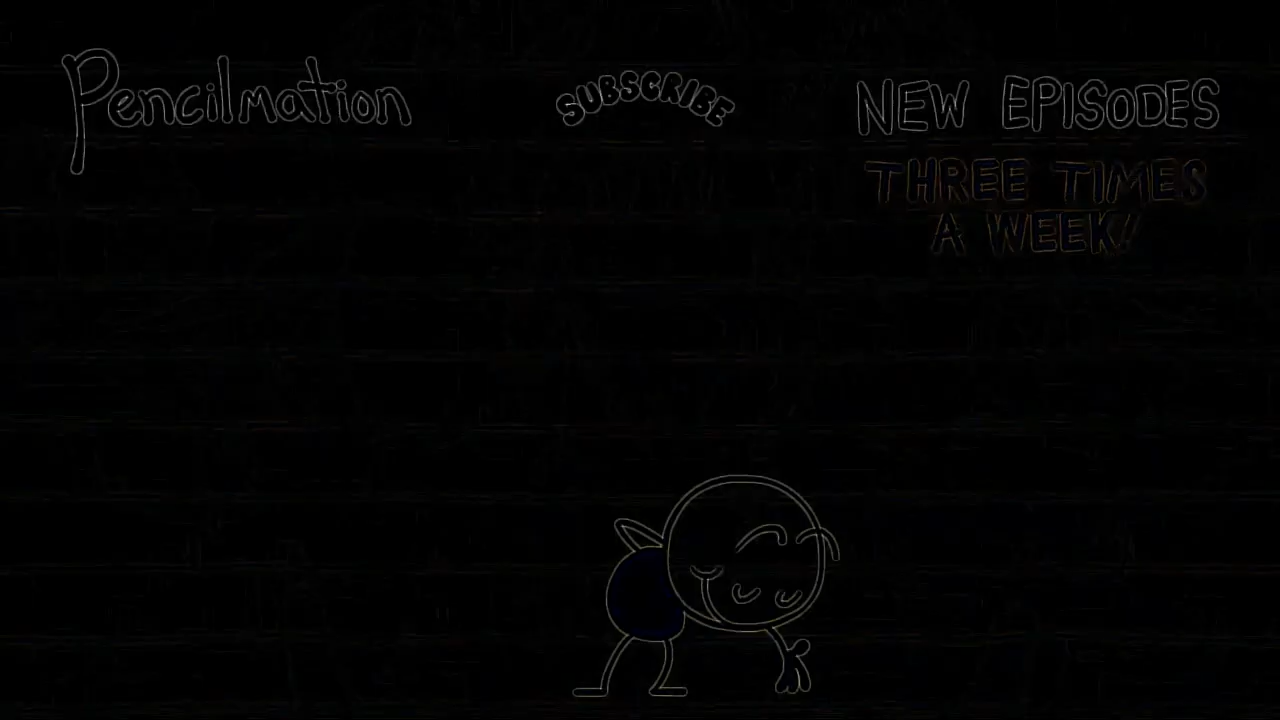 Pencilmation
SUBSCRIBE
NEW EPISODES
THREE TIMES
A WEEK!